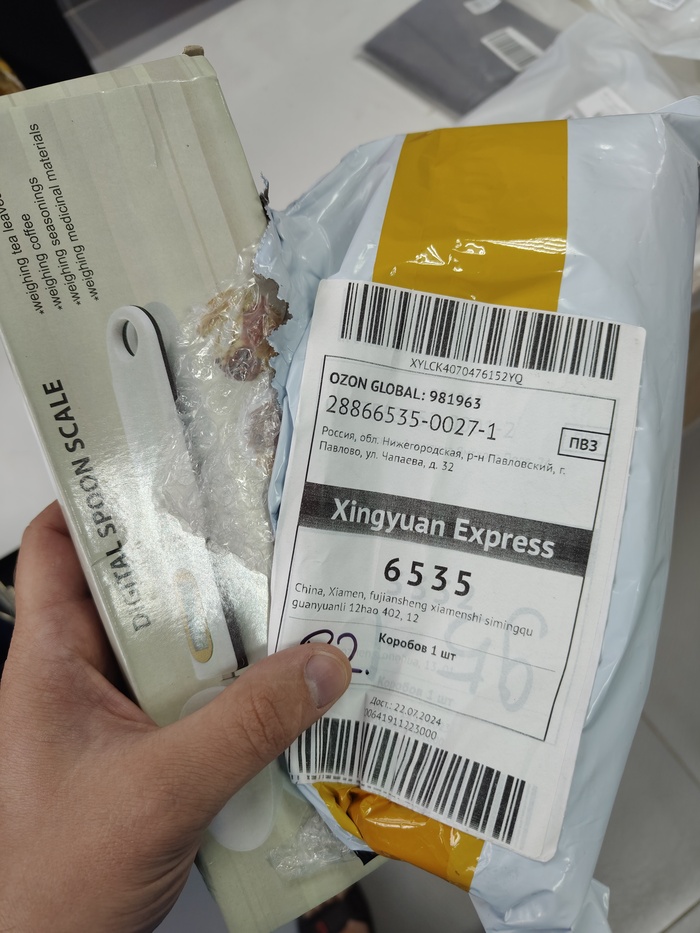 *weighing tea leaves
*weighing coffee
*weighing seasonings
*weighing medicinal materials
DIGITAL SPOON SCALE
XYLCK4070476152YQ
OZON GLOBAL: 981963
28866535-0027-1
ПВЗ
Россия, обл. Нижегородская, р-н Павловский, г.
Павлово, ул. Чапаева, д. 32
Xingyuan Express
6535
China, Xiamen, fujiansheng xiamenshi simingqu
guanyuanli 12hao 402, 12
Коробов 1 шт
Дост.: 22.07.2024
00641911223000